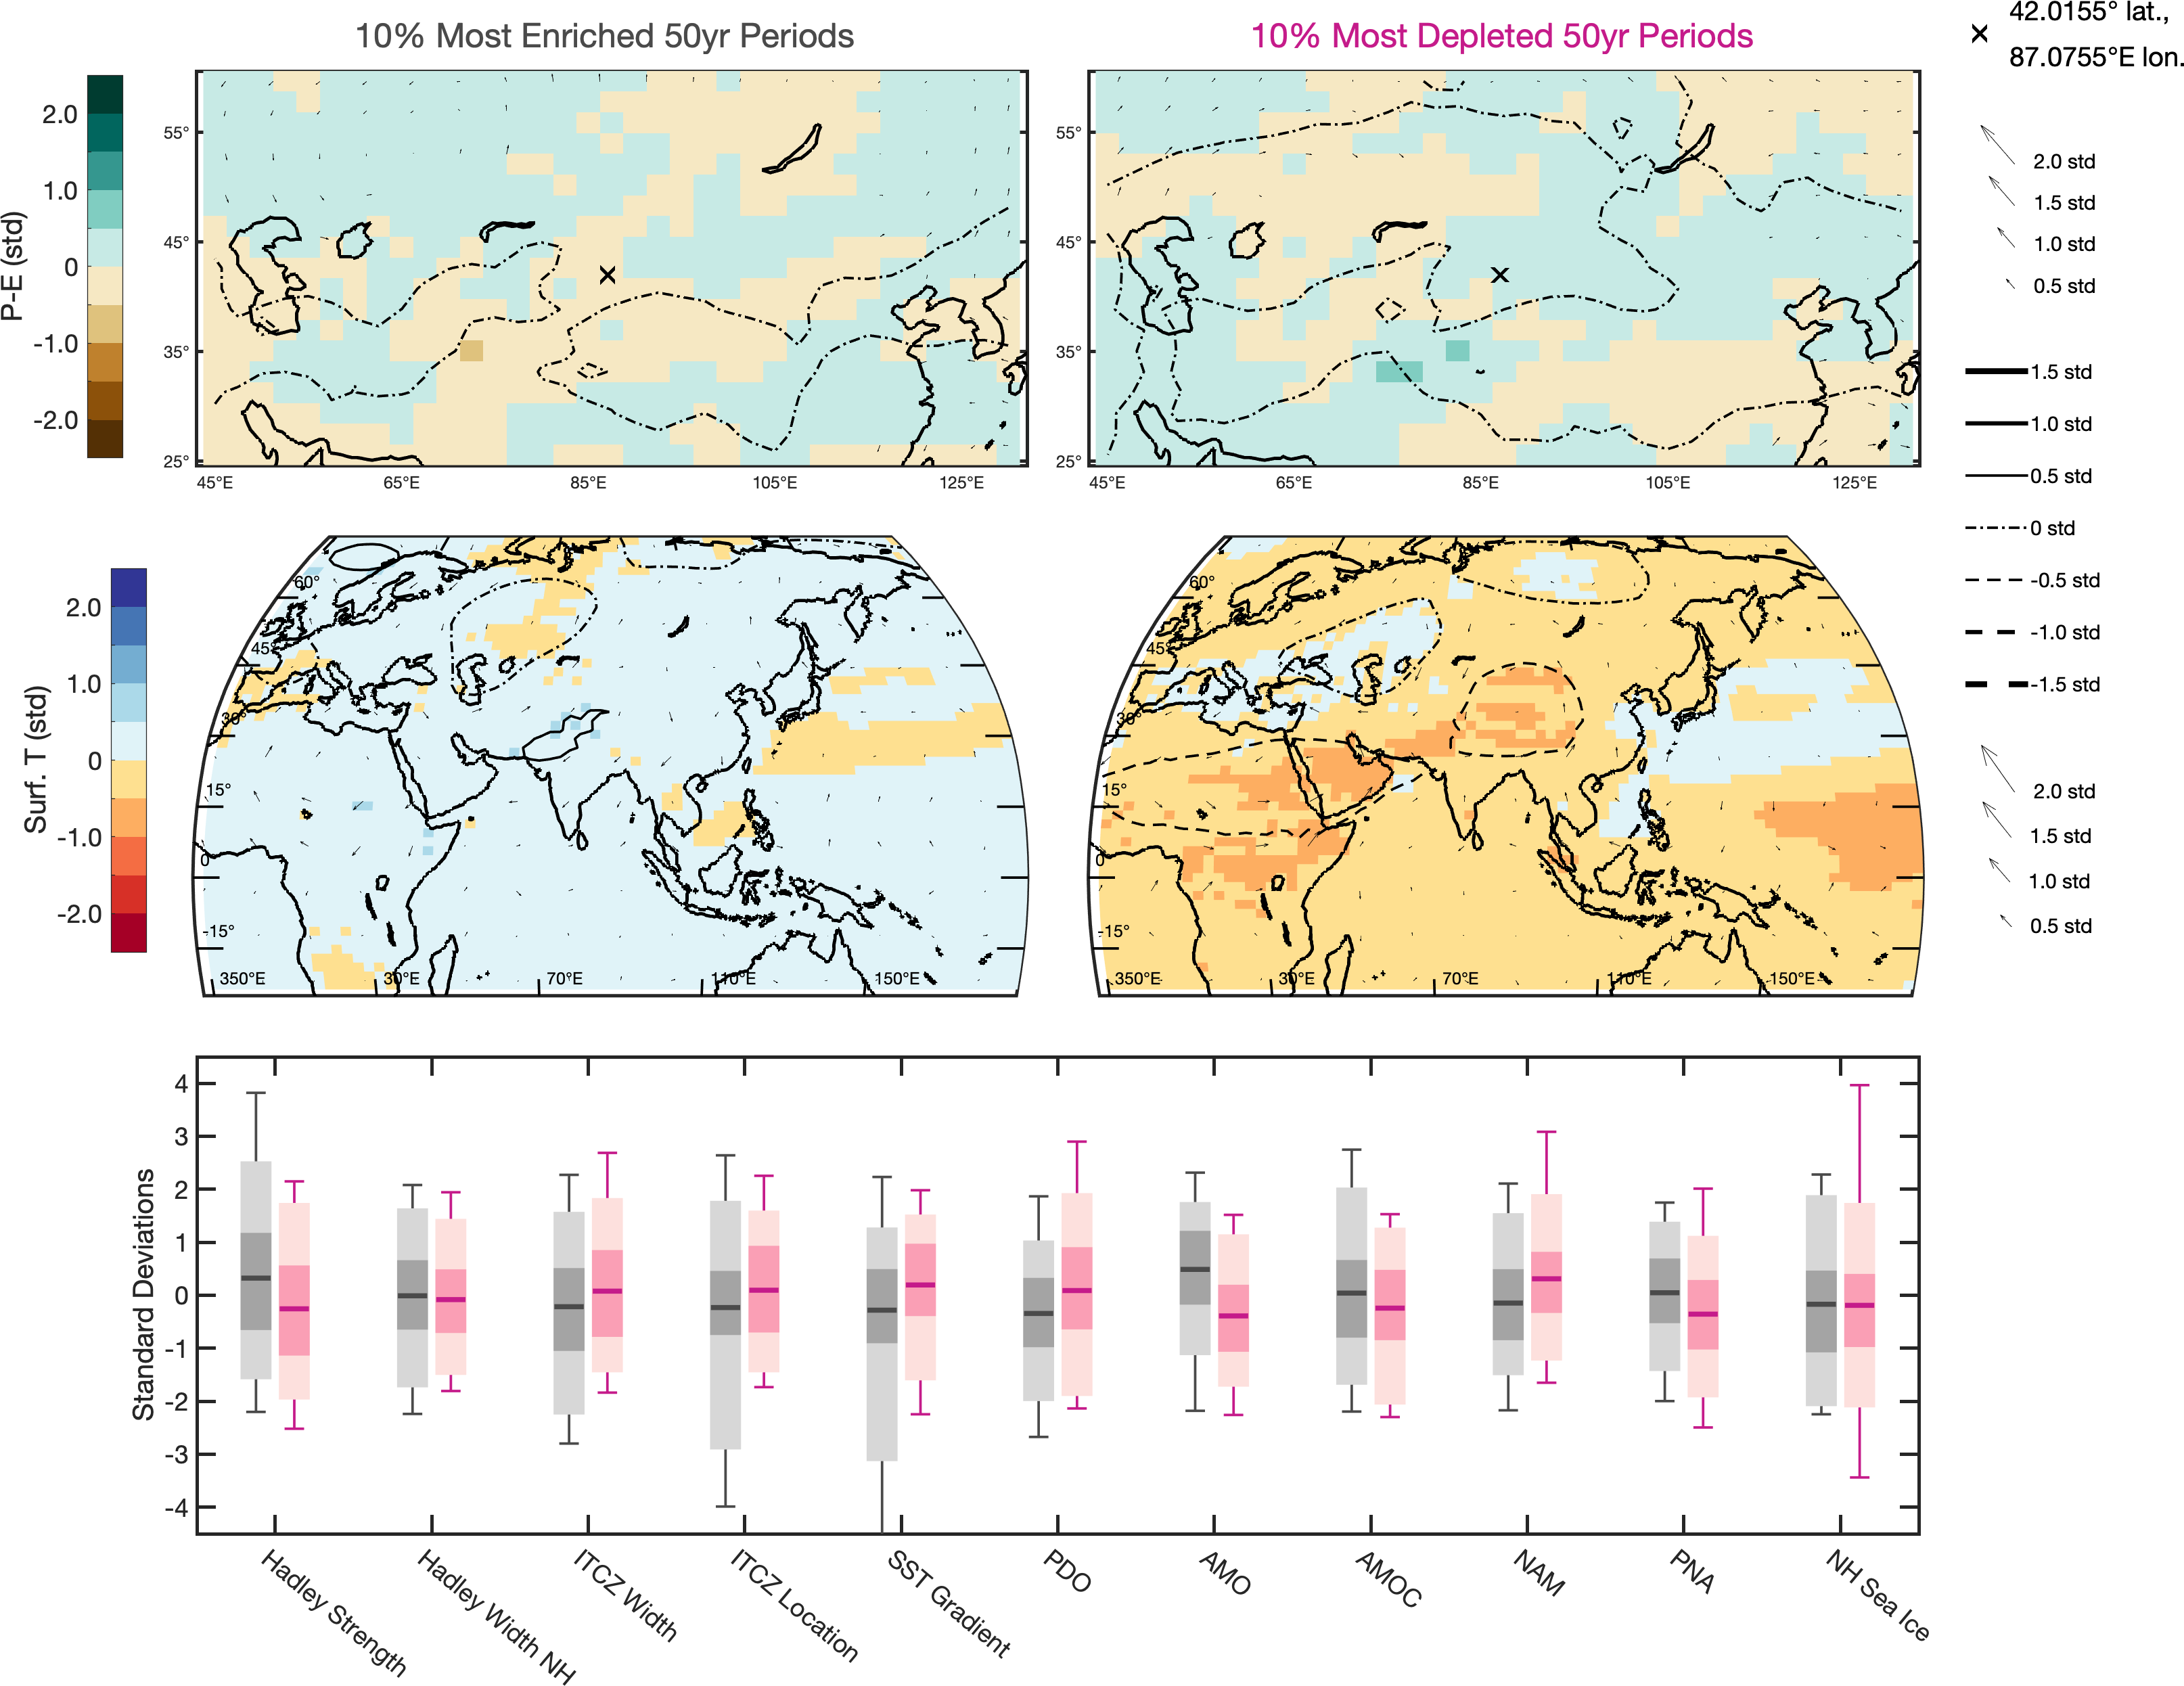 10% Most Enriched 50yr Periods
10% Most Depleted 50yr Periods
42.0155° lat.,
87.0755°E lon.
P-E (std)
2.0
1.0
0
-1.0
-2.0
55°
45°
35°
25°
45°E 65°E 85°E 105°E 125°E
55°
45°
35°
25°
45°E 65°E 85°E 105°E 125°E
2.0 std
1.5 std
1.0 std
0.5 std
1.5 std
1.0 std
0.5 std
0 std
-0.5 std
-1.0 std
-1.5 std
Surf. T (std)
2.0
1.0
0
-1.0
-2.0
60°
45°
30°
15°
0
-15°
350°E 30°E 70°E 110°E 150°E
60°
45°
30°
15°
0
-15°
350°E 30°E 70°E 110°E 150°E
2.0 std
1.5 std
1.0 std
0.5 std
Standard Deviations
4
3
2
1
0
-1
-2
-3
-4
Hadley Strength
Hadley Width NH
ITCZ Width
ITCZ Location
SST Gradient
PDO
AMO
AMOC
NAM
PNA
NH Sea Ice